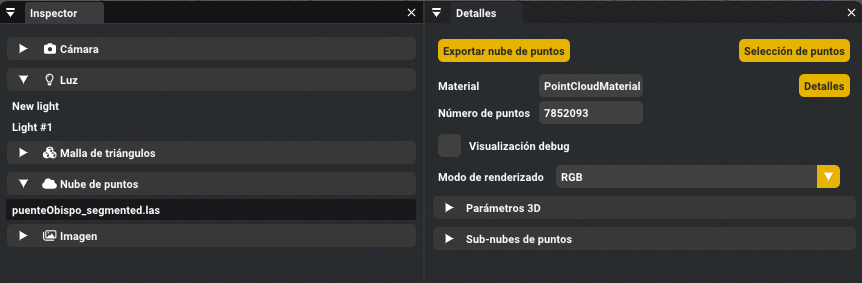 Inspector
Cámara
Luz
New light
Light #1
Malla de triángulos
Nube de puntos
puenteObispo_segmented.las
Imagen
Detalles
Exportar nube de puntos
Selección de puntos
Material PointCloudMaterial Detalles
Número de puntos 7852093
Visualización debug
Modo de renderizado RGB
Parámetros 3D
Sub-nubes de puntos